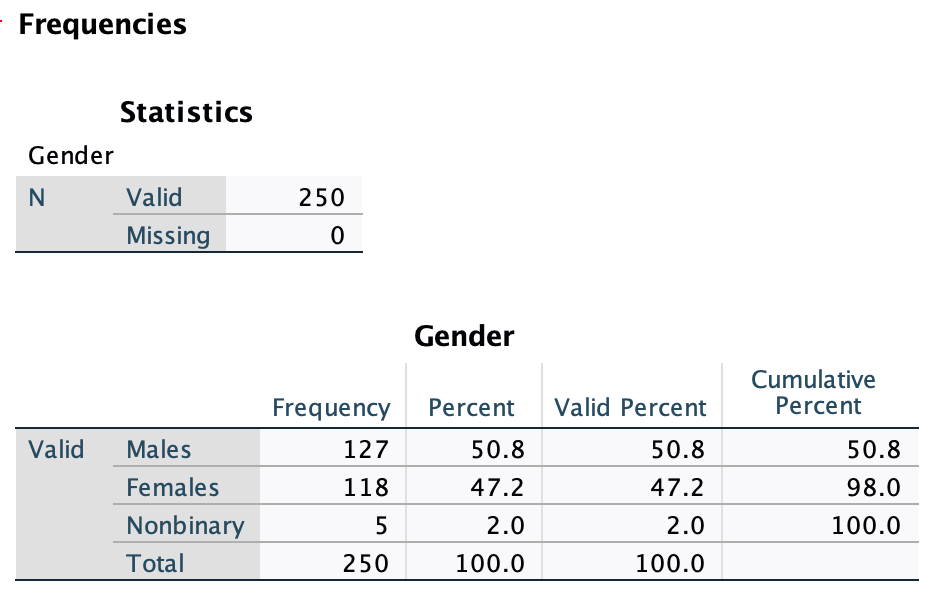 Frequencies
Statistics
Gender
N Valid 250
Missing 0
Gender
Frequency Percent Valid Percent Cumulative Percent
Valid Males 127 50.8 50.8 50.8
Females 118 47.2 47.2 98.0
Nonbinary 5 2.0 2.0 100.0
Total 250 100.0 100.0